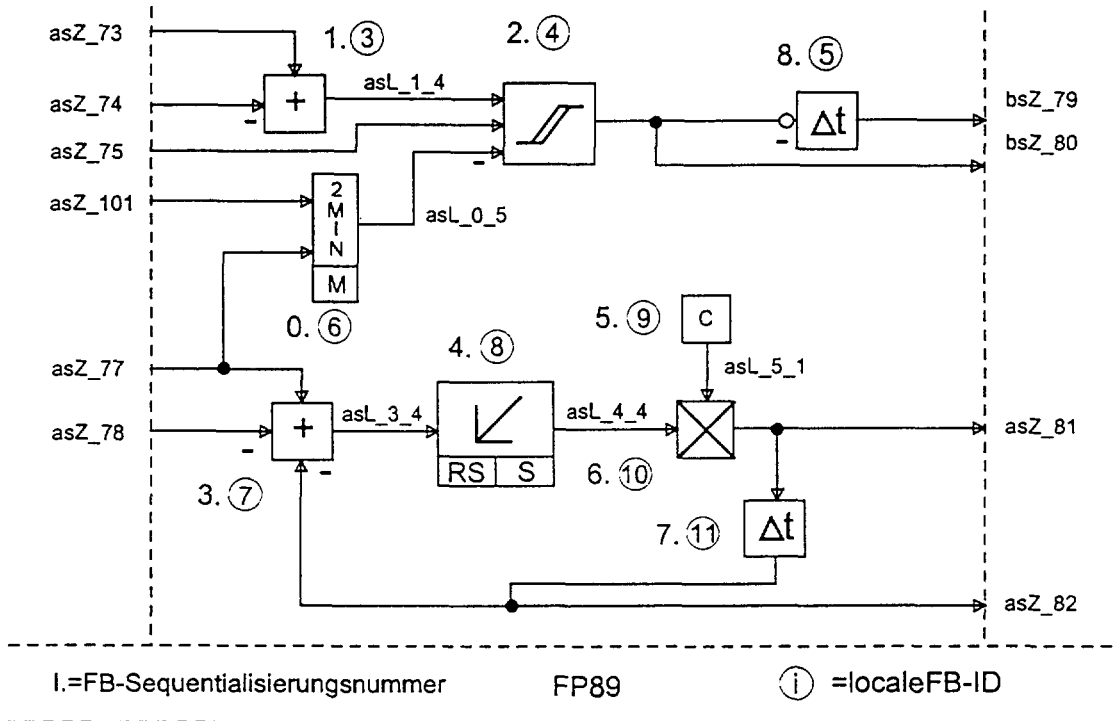 asZ_73
1. ③
2. ④
8. ⑤
asL_1_4
asZ_74
+
-
Δt
-
bsZ_79
asZ_75
-
bsZ_80
asZ_101
2
M
I
N
M
asL_0_5
0. ⑥
5. ⑨
C
4. ⑧
asZ_77
asL_5_1
asL_3_4
asL_4_4
asZ_78
+
-
-
asZ_81
RS
S
6. ⑩
3. ⑦
7. ⑪
Δt
asZ_82
I.=FB-Sequentialisierungsnummer
FP89
ⓘ =localeFB-ID